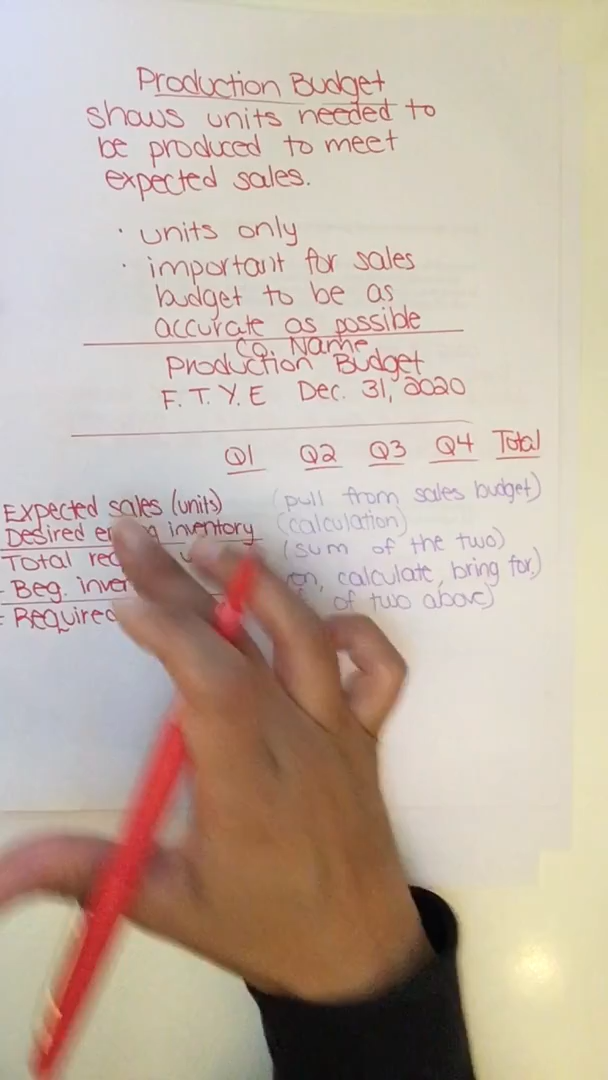 Production Budget
shows units needed to
be produced to meet
expected sales.
· units only
· important for sales
budget to be as
accurate as possible
Co. Name
Production Budget
F.T.Y.E Dec. 31, 2020
Q1 Q2 Q3 Q4 Total
Expected sales (units) (pull from sales budget)
Desired inventory (calculation)
Total (sum of the two)
- Beg. calculate, bring for.)
= Required of two above)